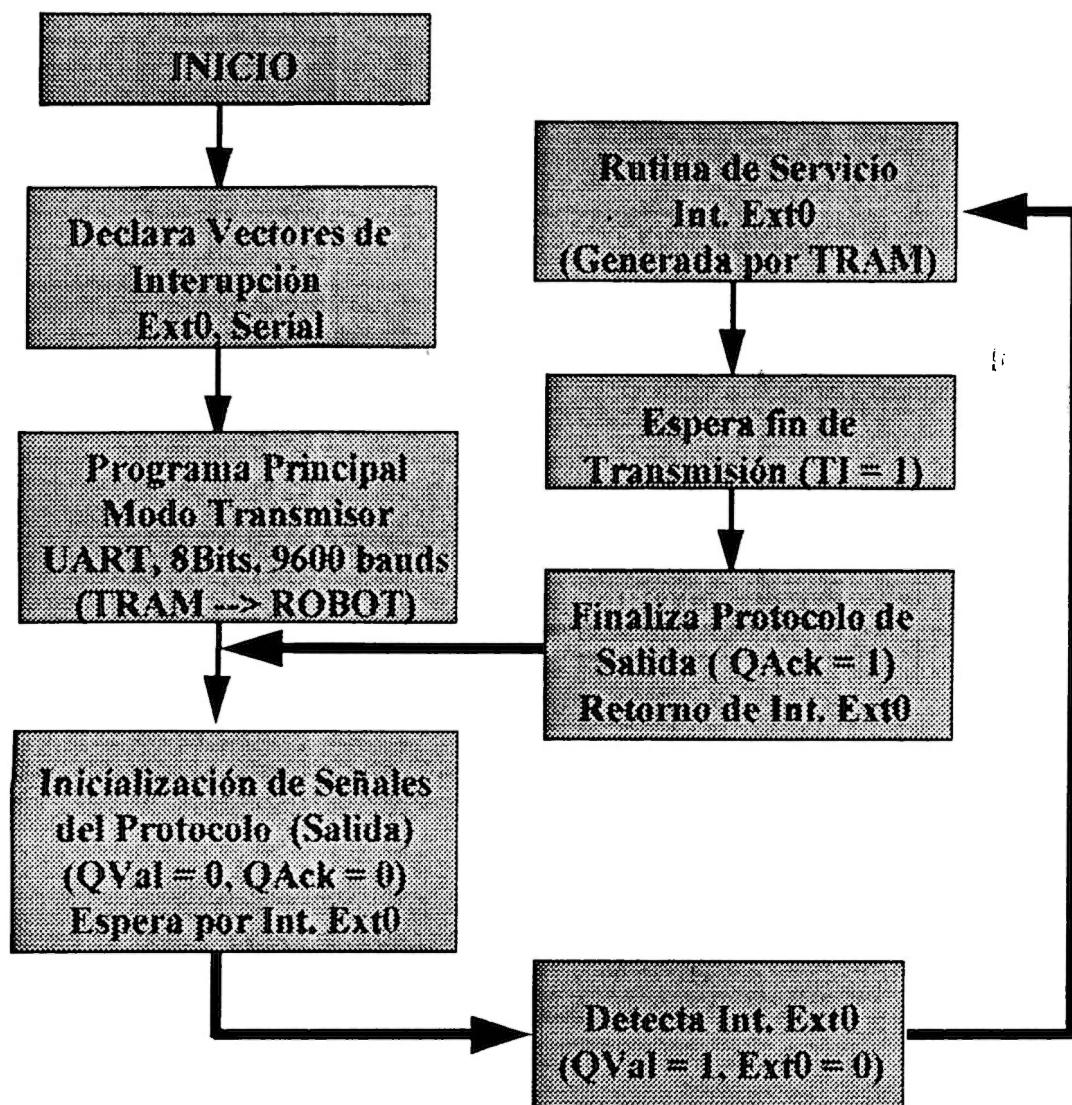 INICIO
Declara Vectores de
Interupción
Ext0, Serial
Programa Principal
Modo Transmisor
UART, 8Bits, 9600 bauds
(TRAM --> ROBOT)
Inicialización de Señales
del Protocolo (Salida)
(QVal = 0, QAck = 0)
Espera por Int. Ext0
Detecta Int. Ext0
(QVal = 1, Ext0 = 0)
Rutina de Servicio
Int. Ext0
(Generada por TRAM)
Espera fin de
Transmisión (TI = 1)
Finaliza Protocolo de
Salida ( QAck = 1)
Retorno de Int. Ext0